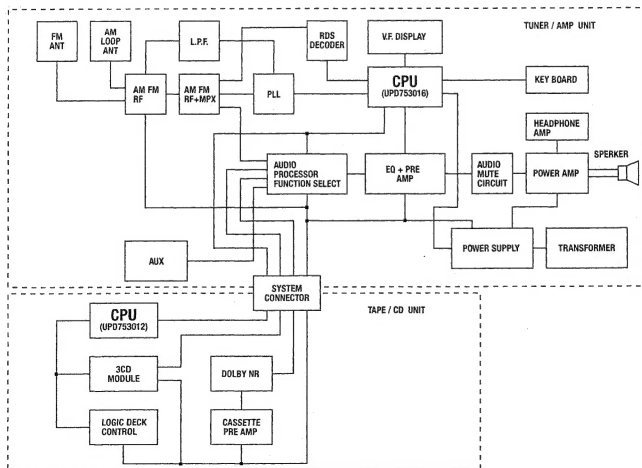 TUNER / AMP UNIT
FM
ANT
AM
LOOP
ANT
L.P.F.
RDS
DECODER
V.F. DISPLAY
AM FM
RF
AM FM
RF+MPX
PLL
CPU
(UPD753016)
KEY BOARD
HEADPHONE
AMP
SPERKER
AUDIO
PROCESSOR
FUNCTION SELECT
EQ + PRE
AMP
AUDIO
MUTE
CIRCUIT
POWER AMP
AUX
POWER SUPPLY
TRANSFORMER
SYSTEM
CONNECTOR
TAPE / CD UNIT
CPU
(UPD753012)
3CD
MODULE
DOLBY NR
LOGIC DECK
CONTROL
CASSETTE
PRE AMP